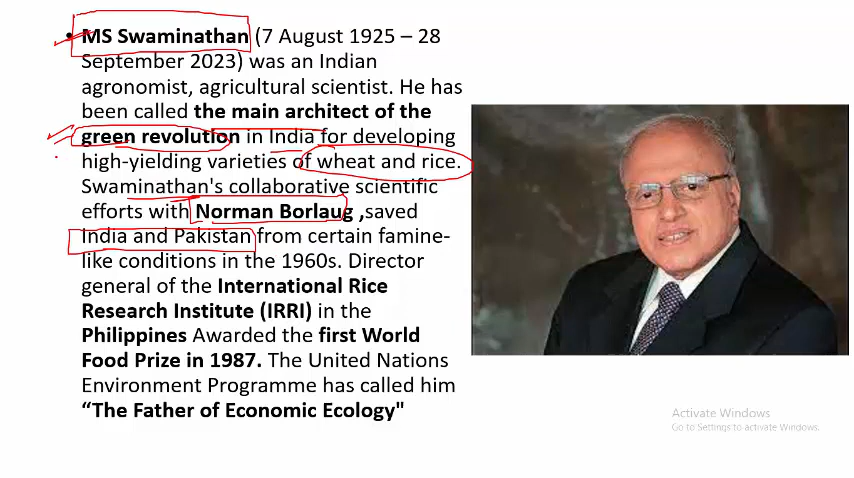 • MS Swaminathan (7 August 1925 – 28
September 2023) was an Indian
agronomist, agricultural scientist. He has
been called the main architect of the
green revolution in India for developing
high-yielding varieties of wheat and rice.
Swaminathan's collaborative scientific
efforts with Norman Borlaug ,saved
India and Pakistan from certain famine-
like conditions in the 1960s. Director
general of the International Rice
Research Institute (IRRI) in the
Philippines Awarded the first World
Food Prize in 1987. The United Nations
Environment Programme has called him
“The Father of Economic Ecology"
Activate Windows
Go to Settings to activate Windows.